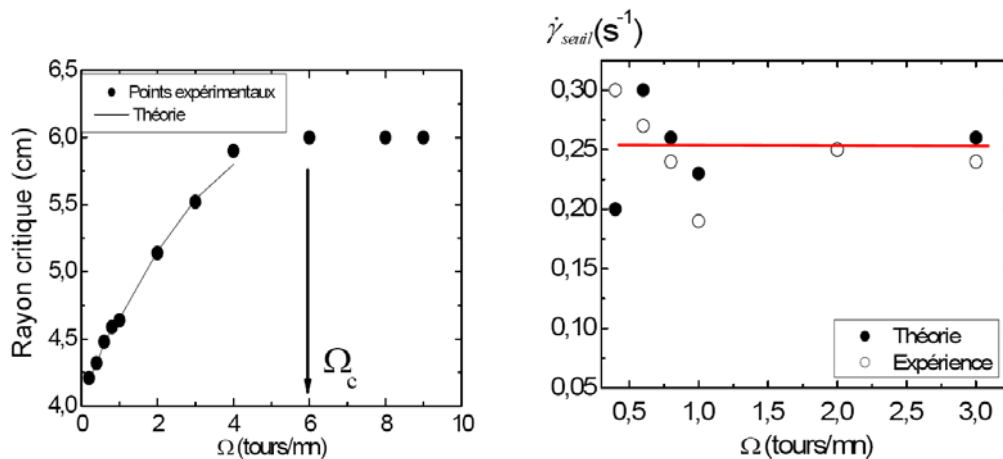 6,5
6,0
5,5
5,0
4,5
4,0
Rayon critique (cm)
Points expérimentaux
Théorie
Ωc
0 2 4 6 8 10
Ω(tours/mn)
γ̇seuil(s⁻¹)
0,30
0,25
0,20
0,15
0,10
0,05
Théorie
Expérience
0,5 1,0 1,5 2,0 2,5 3,0
Ω(tours/mn)